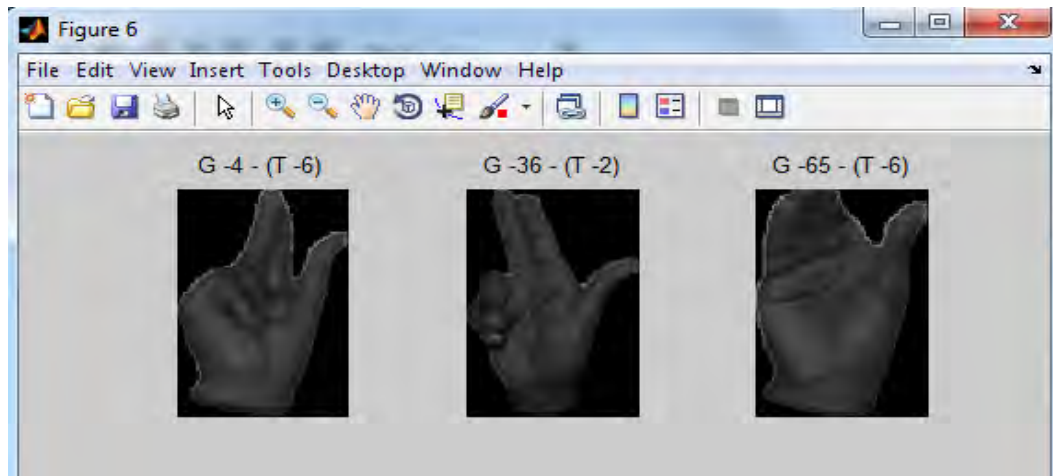 Figure 6
File Edit View Insert Tools Desktop Window Help
G -4 - (T -6) G -36 - (T -2) G -65 - (T -6)